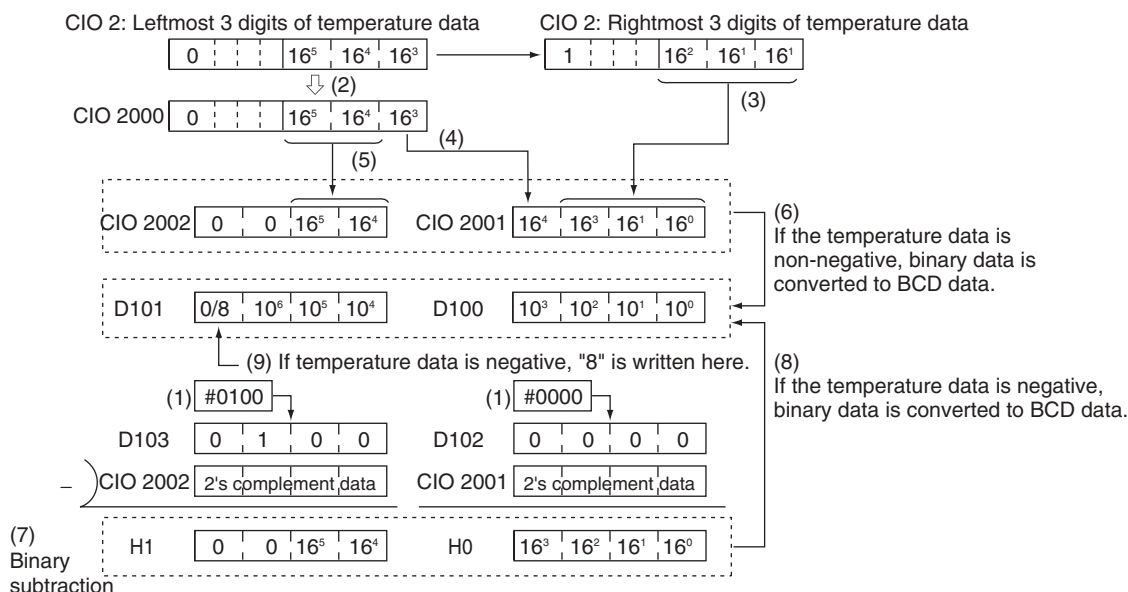 CIO 2: Leftmost 3 digits of temperature data
CIO 2: Rightmost 3 digits of temperature data
0 16⁵ 16⁴ 16³
1 16² 16¹ 16¹
(2)
(3)
CIO 2000 0 16⁵ 16⁴ 16³
(4)
(5)
CIO 2002 0 0 16⁵ 16⁴
CIO 2001 16⁴ 16³ 16¹ 16⁰
(6)
If the temperature data is
non-negative, binary data is
converted to BCD data.
D101 0/8 10⁶ 10⁵ 10⁴
D100 10³ 10² 10¹ 10⁰
(9) If temperature data is negative, "8" is written here.
(8)
If the temperature data is negative,
binary data is converted to BCD data.
(1) #0100
(1) #0000
D103 0 1 0 0
D102 0 0 0 0
– CIO 2002 2's complement data
CIO 2001 2's complement data
(7)
Binary
subtraction
H1 0 0 16⁵ 16⁴
H0 16³ 16² 16¹ 16⁰